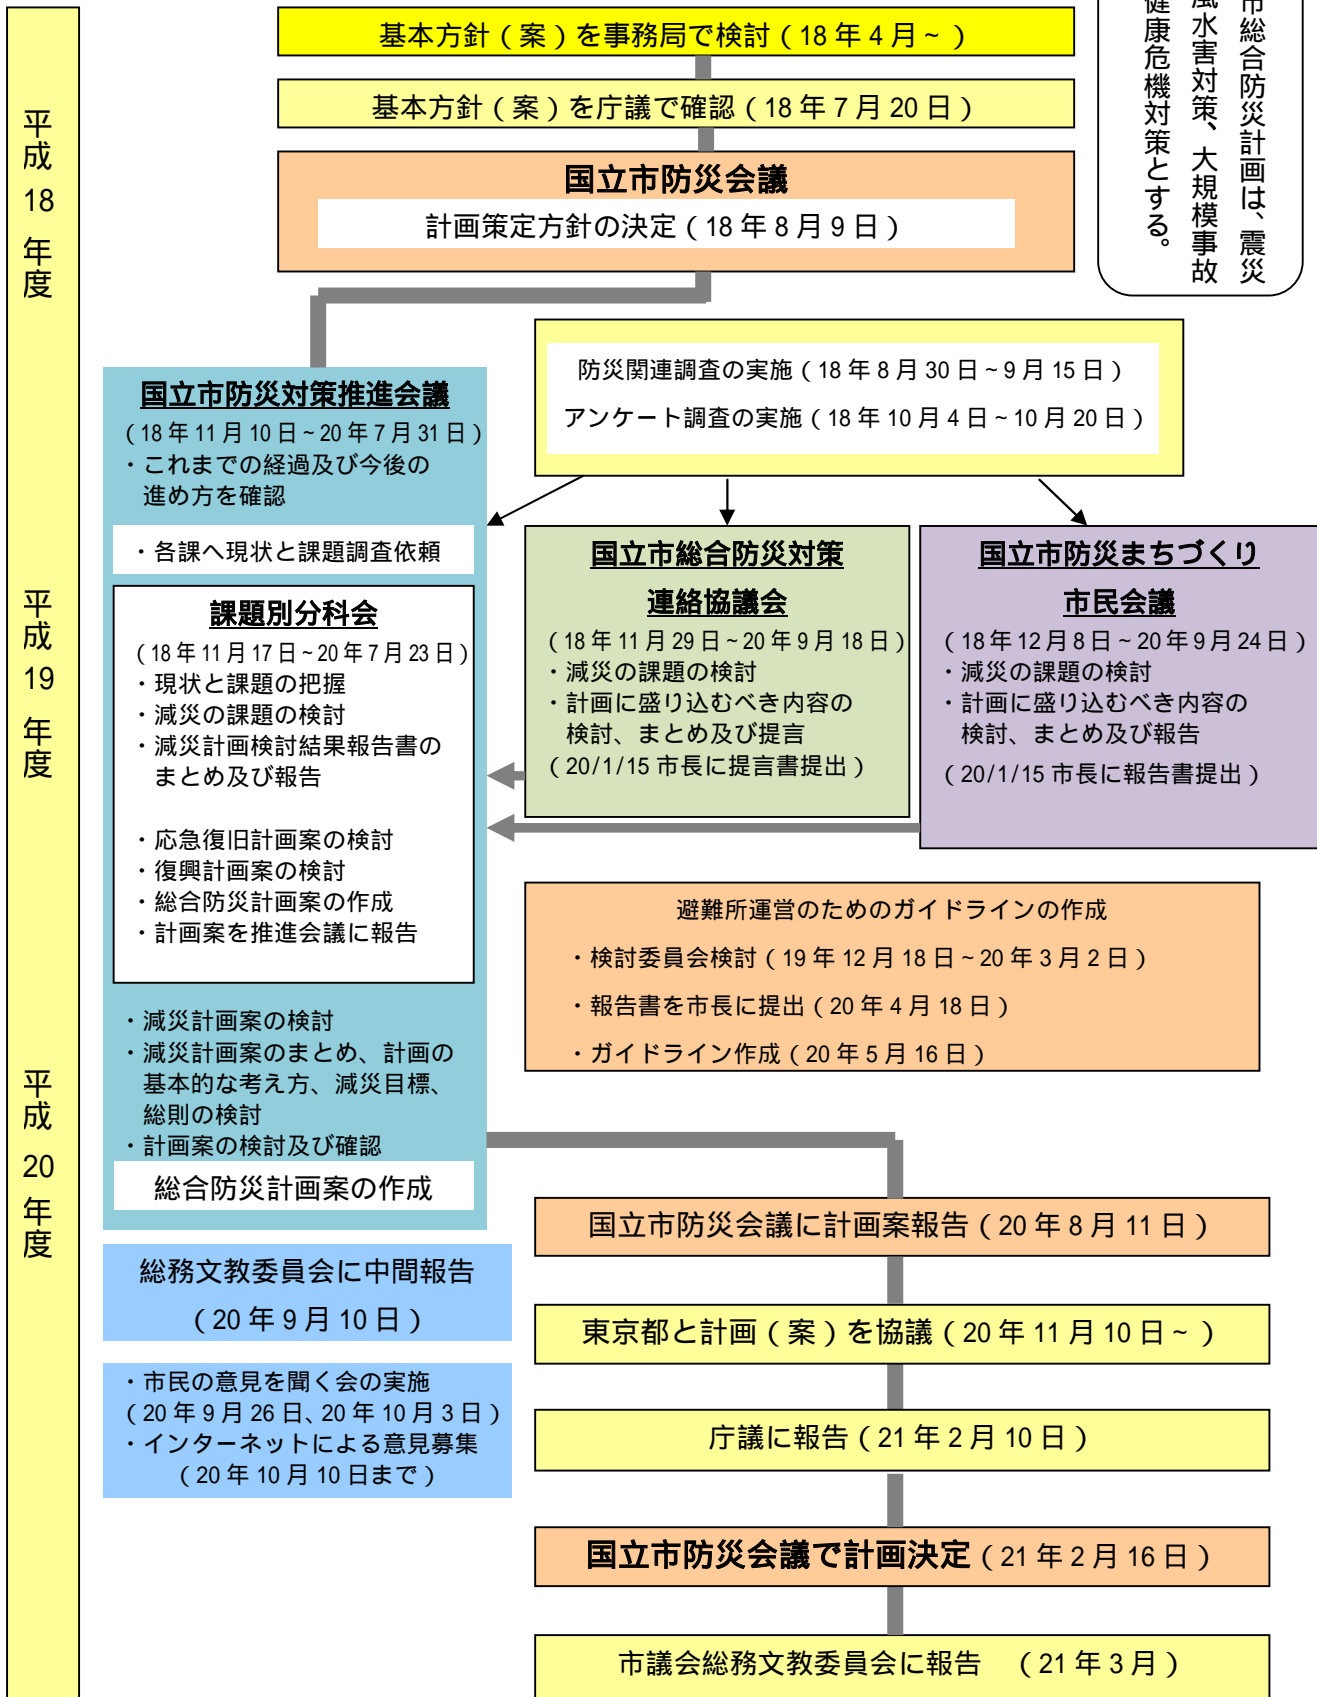 基本方針（案）を事務局で検討（18年4月～）
基本方針（案）を庁議で確認（18年7月20日）
国立市防災会議
計画策定方針の決定（18年8月9日）
市総合防災計画は、震災
風水害対策、大規模事故
健康危機対策とする。
平成18年度
防災関連調査の実施（18年8月30日～9月15日）
アンケート調査の実施（18年10月4日～10月20日）
国立市防災対策推進会議
（18年11月10日～20年7月31日）
・これまでの経過及び今後の
進め方を確認
・各課へ現状と課題調査依頼
課題別分科会
（18年11月17日～20年7月23日）
・現状と課題の把握
・減災の課題の検討
・減災計画検討結果報告書の
まとめ及び報告
・応急復旧計画案の検討
・復興計画案の検討
・総合防災計画案の作成
・計画案を推進会議に報告
・減災計画案の検討
・減災計画案のまとめ、計画の
基本的な考え方、減災目標、
総則の検討
・計画案の検討及び確認
総合防災計画案の作成
国立市総合防災対策
連絡協議会
（18年11月29日～20年9月18日）
・減災の課題の検討
・計画に盛り込むべき内容の
検討、まとめ及び提言
（20/1/15市長に提言書提出）
国立市防災まちづくり
市民会議
（18年12月8日～20年9月24日）
・減災の課題の検討
・計画に盛り込むべき内容の
検討、まとめ及び報告
（20/1/15市長に報告書提出）
平成19年度
避難所運営のためのガイドラインの作成
・検討委員会検討（19年12月18日～20年3月2日）
・報告書を市長に提出（20年4月18日）
・ガイドライン作成（20年5月16日）
平成20年度
国立市防災会議に計画案報告（20年8月11日）
総務文教委員会に中間報告
（20年9月10日）
・市民の意見を聞く会の実施
（20年9月26日、20年10月3日）
・インターネットによる意見募集
（20年10月10日まで）
東京都と計画（案）を協議（20年11月10日～）
庁議に報告（21年2月10日）
国立市防災会議で計画決定（21年2月16日）
市議会総務文教委員会に報告　（21年3月）